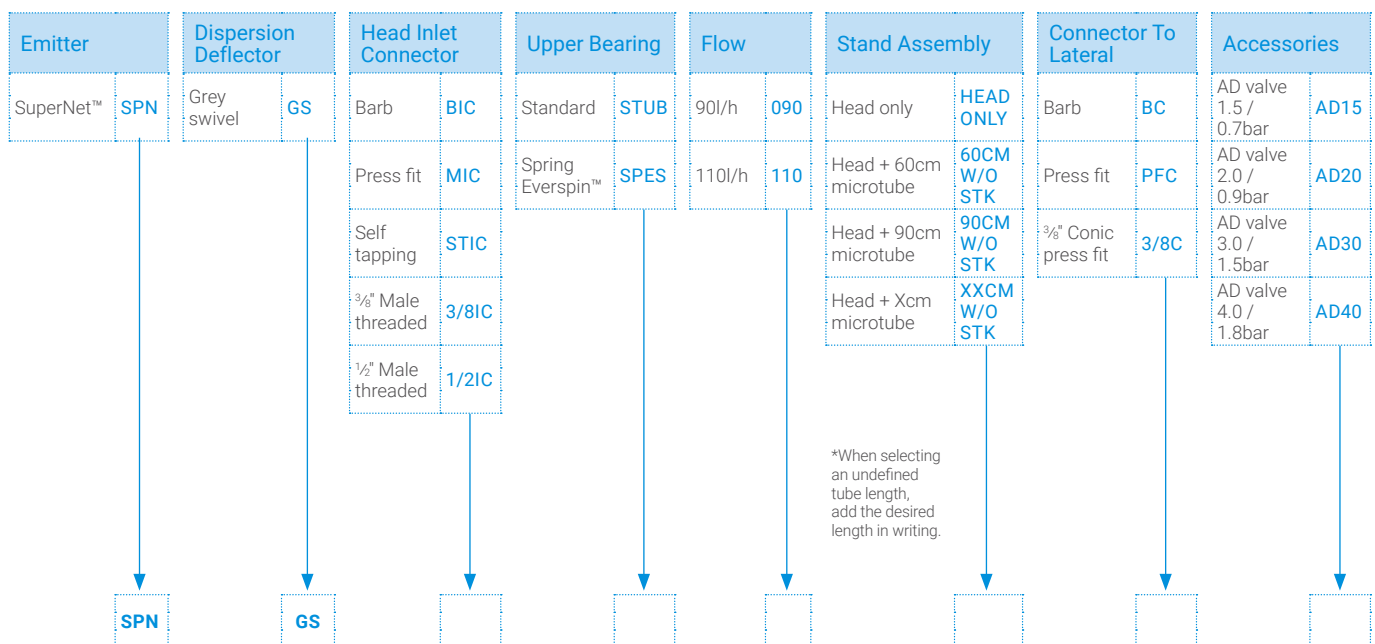 Emitter
SuperNet™ SPN
Dispersion
Deflector
Grey
swivel
GS
Head Inlet
Connector
Barb BIC
Press fit MIC
Self
tapping
STIC
⅜" Male
threaded
3/8IC
½" Male
threaded
1/2IC
Upper Bearing
Standard STUB
Spring
Everspin™
SPES
Flow
90l/h 090
110l/h 110
Stand Assembly
Head only
HEAD
ONLY
Head + 60cm
microtube
60CM
W/O
STK
Head + 90cm
microtube
90CM
W/O
STK
Head + Xcm
microtube
XXCM
W/O
STK
*When selecting
an undefined
tube length,
add the desired
length in writing.
Connector To
Lateral
Barb BC
Press fit PFC
⅜" Conic
press fit
3/8C
Accessories
AD valve
1.5 /
0.7bar
AD15
AD valve
2.0 /
0.9bar
AD20
AD valve
3.0 /
1.5bar
AD30
AD valve
4.0 /
1.8bar
AD40
SPN GS